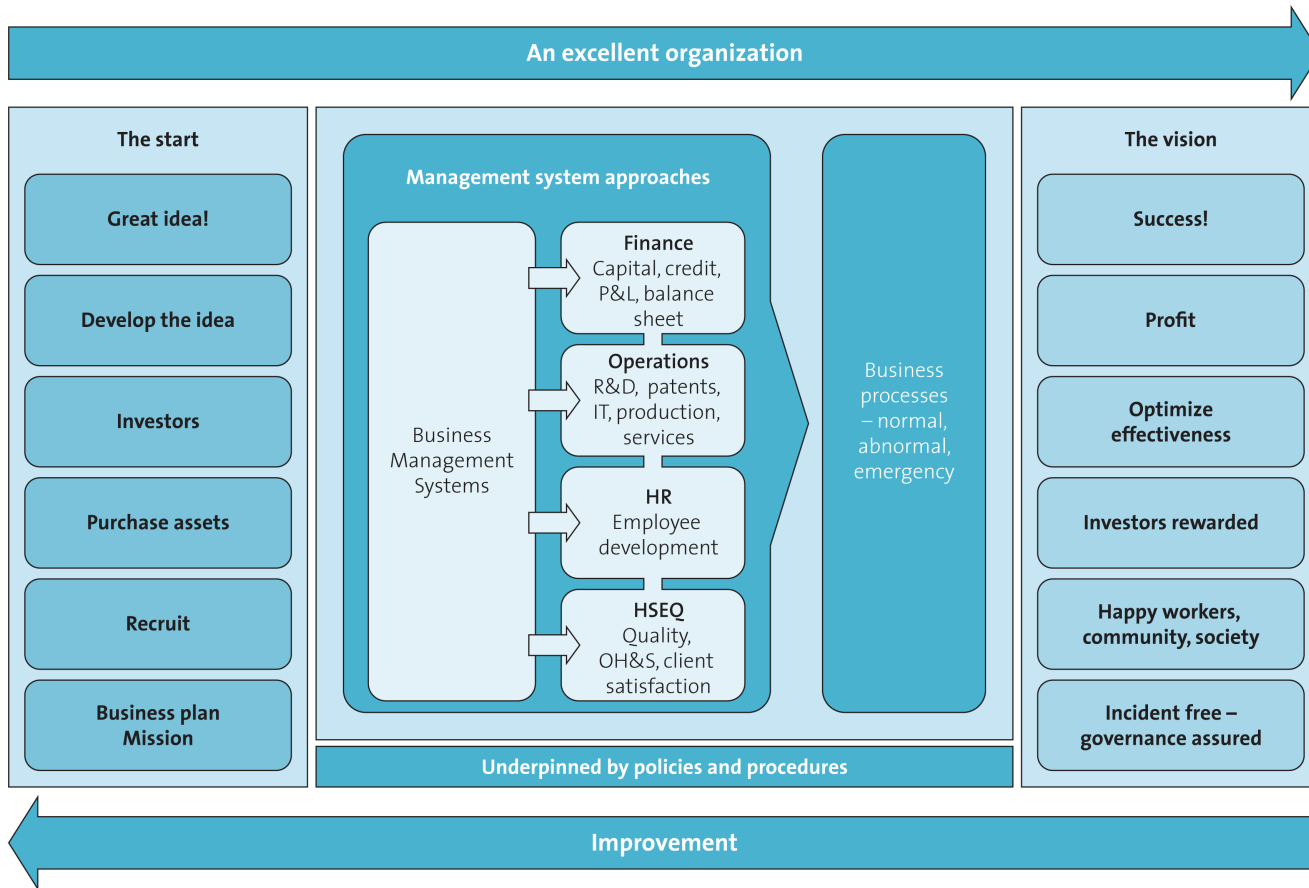 An excellent organization
The start
Great idea!
Develop the idea
Investors
Purchase assets
Recruit
Business plan
Mission
Management system approaches
Business
Management
Systems
Finance
Capital, credit,
P&L, balance
sheet
Operations
R&D, patents,
IT, production,
services
HR
Employee
development
HSEQ
Quality,
OH&S, client
satisfaction
Business
processes
– normal,
abnormal,
emergency
Underpinned by policies and procedures
The vision
Success!
Profit
Optimize
effectiveness
Investors rewarded
Happy workers,
community, society
Incident free –
governance assured
Improvement